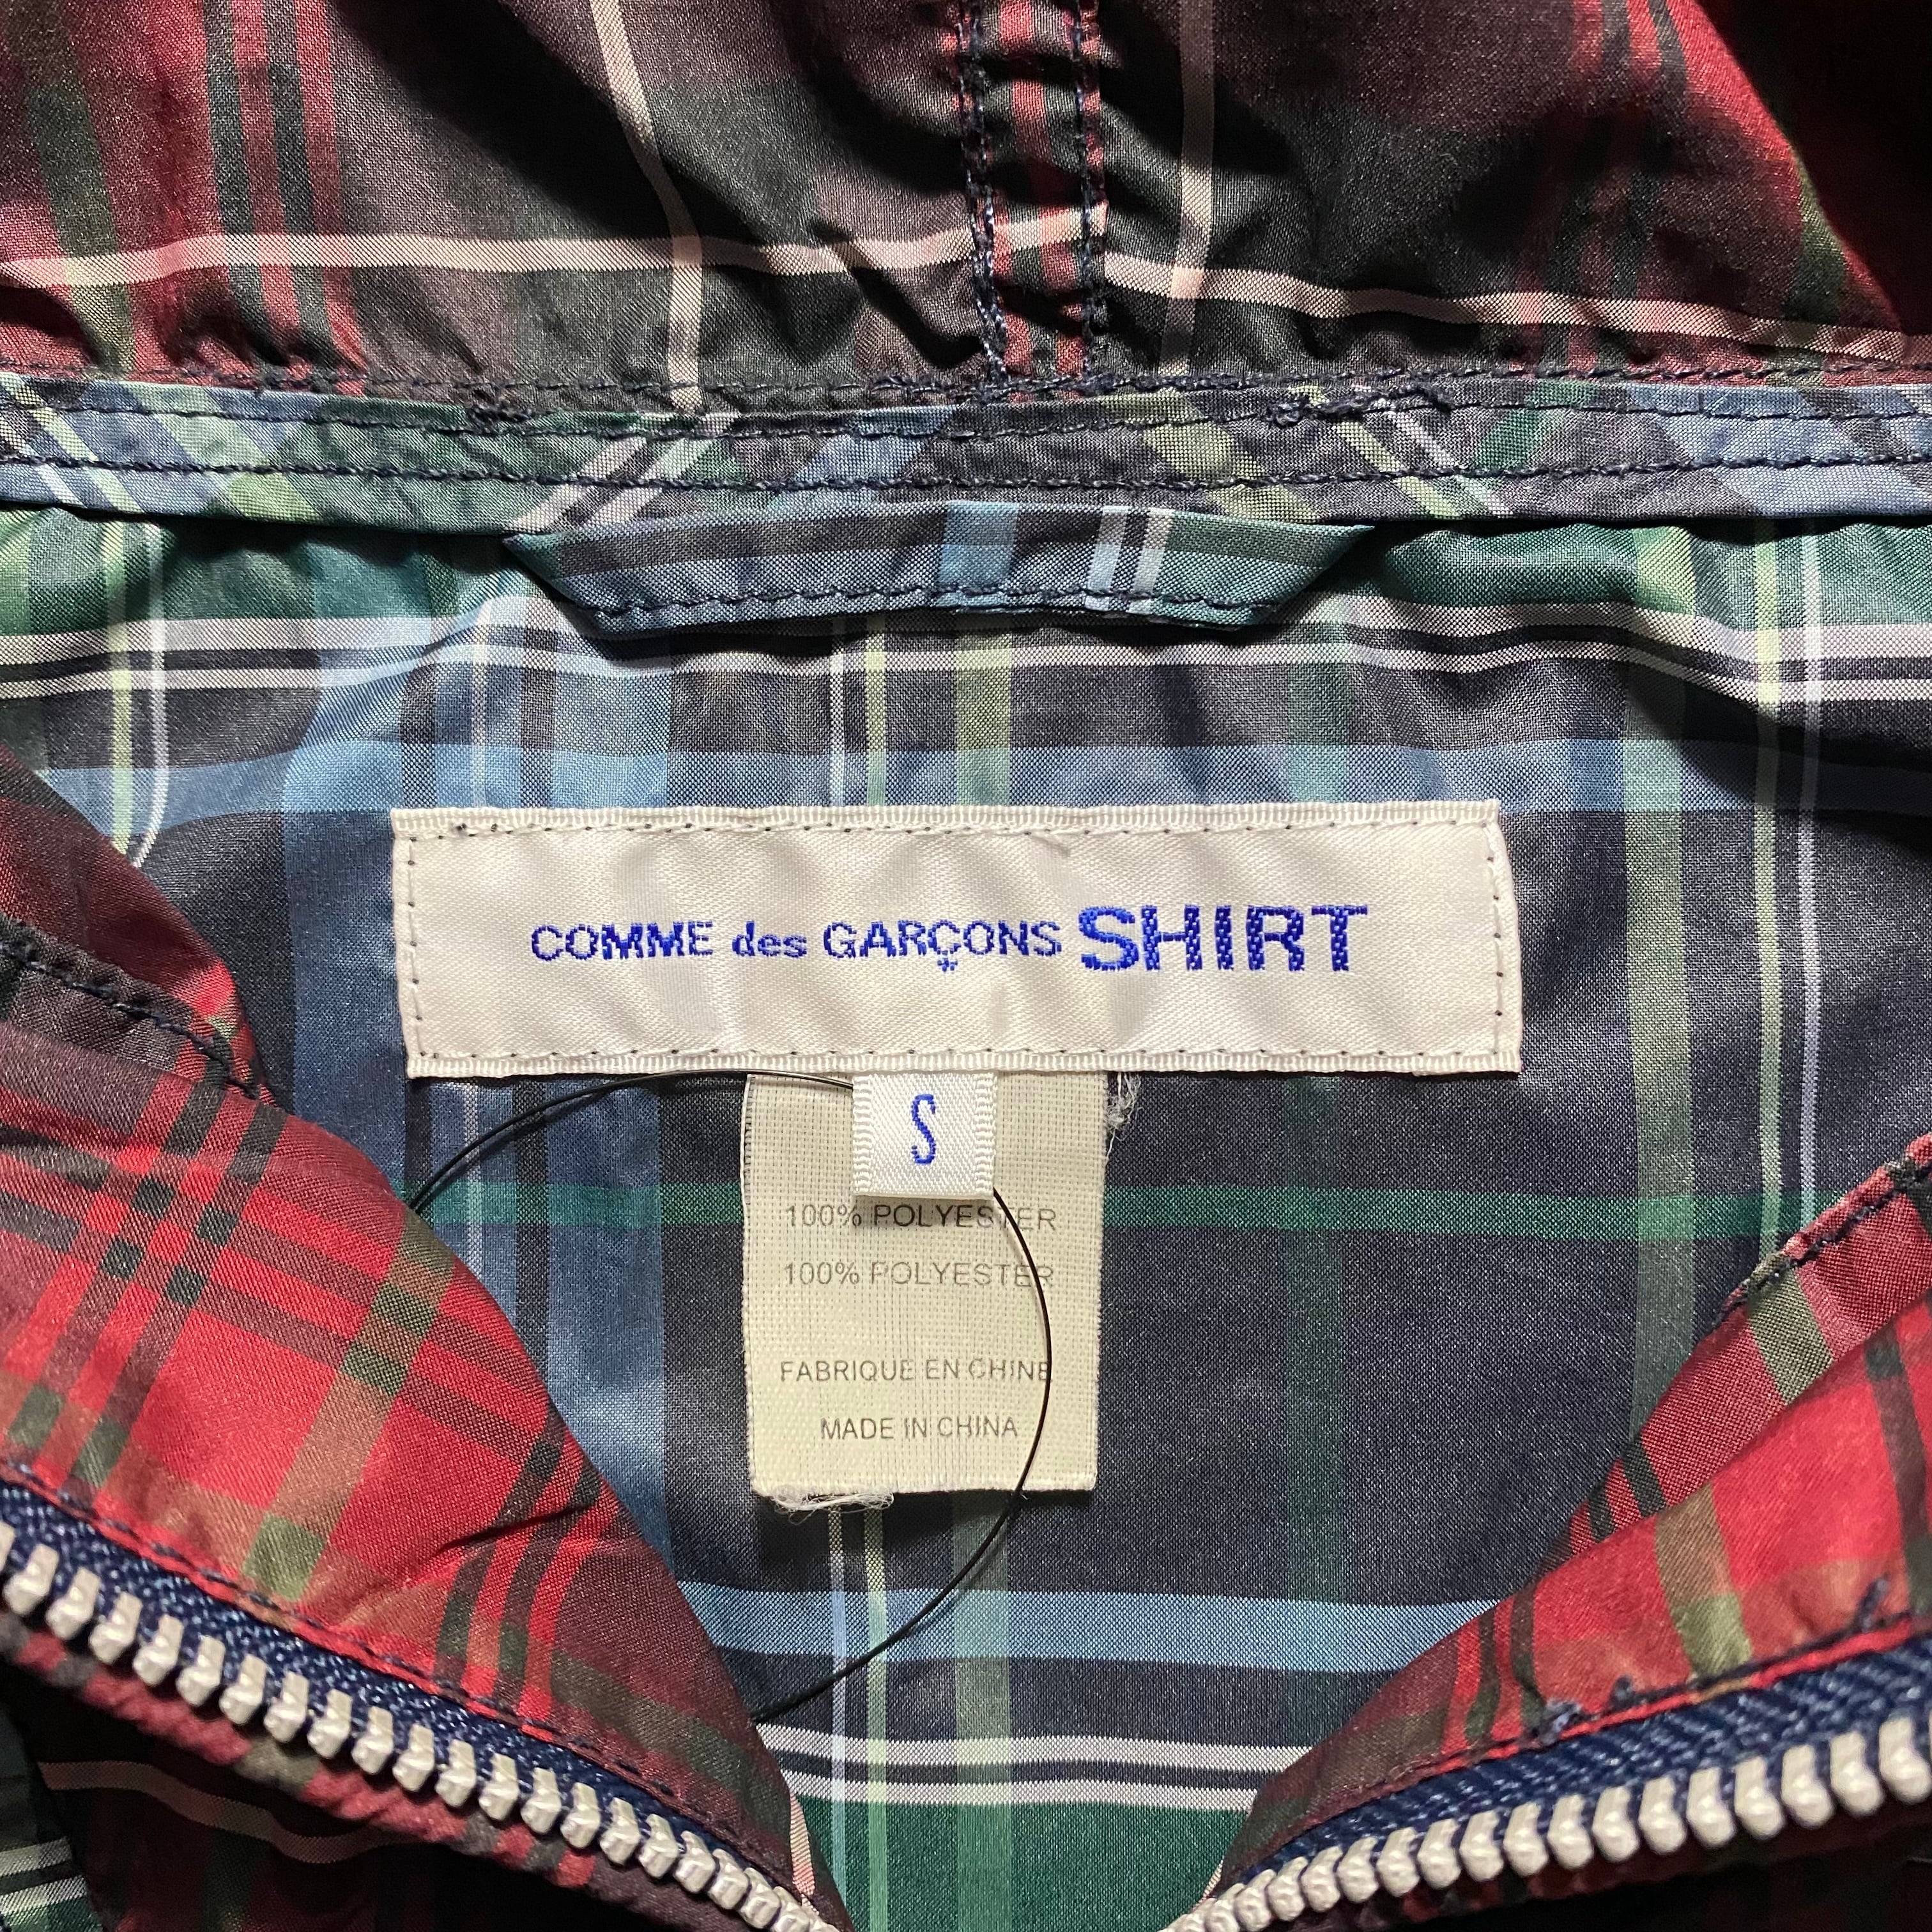 COMME des GARÇONS SHIRT
S
100% POLYESTER
100% POLYESTER
FABRIQUE EN CHINE
MADE IN CHINA